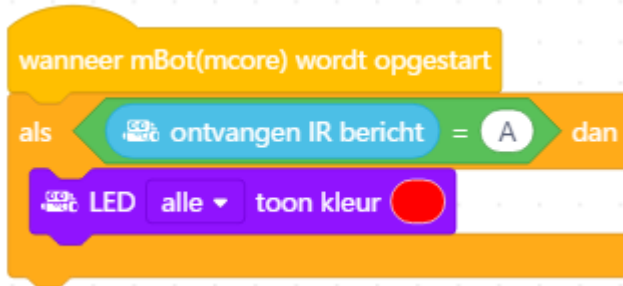 wanneer mBot(mcore) wordt opgestart
als ontvangen IR bericht = A dan
LED alle toon kleur